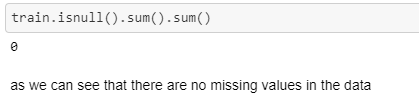 train.isnull().sum().sum()
0
as we can see that there are no missing values in the data